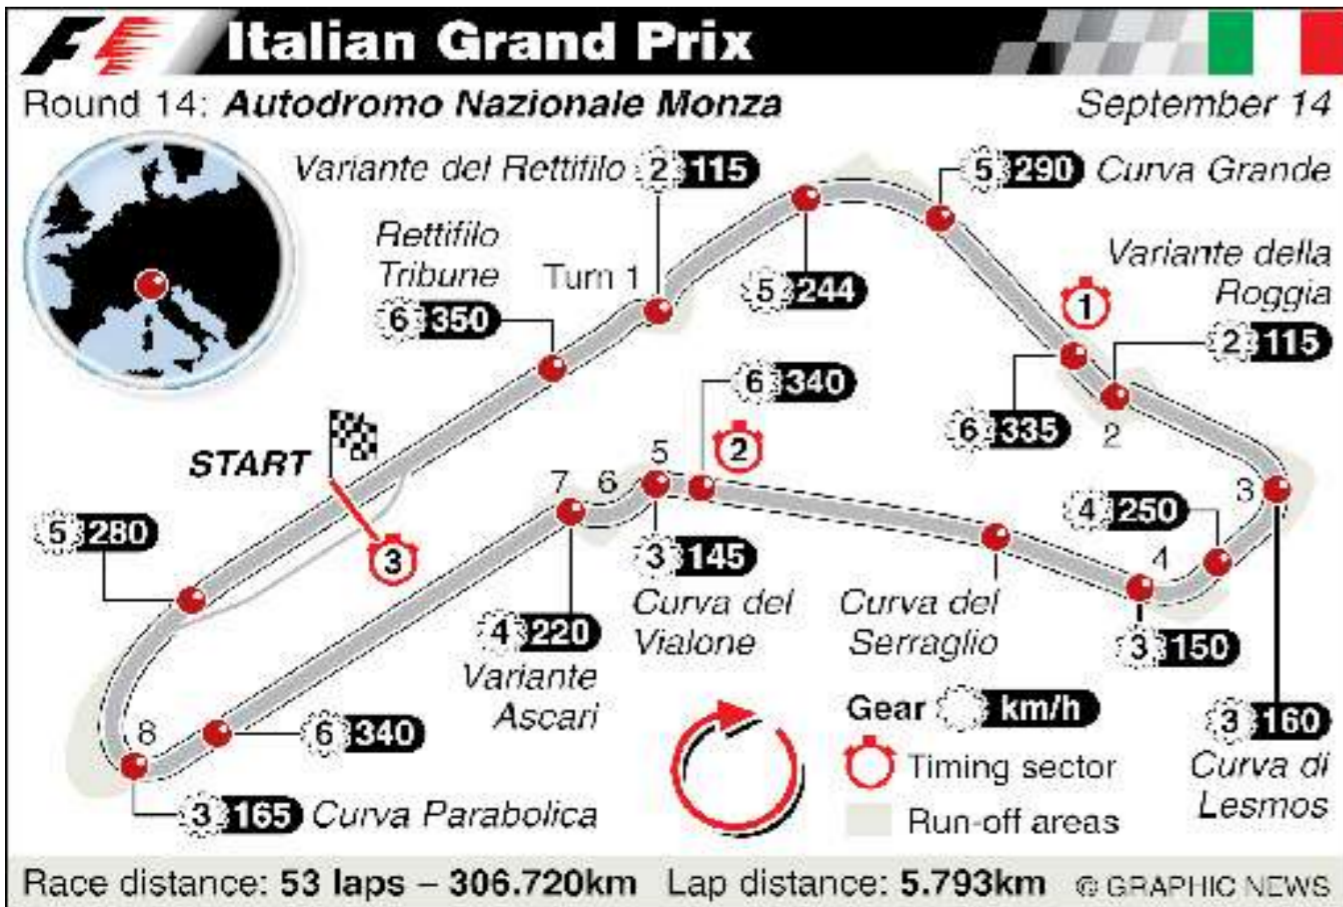 F1 Italian Grand Prix
Round 14: Autodromo Nazionale Monza
September 14
Variante del Rettifilo 2 115
5 290 Curva Grande
Rettifilo
Tribune
6 350
Turn 1
5 244
Variante della
Roggia
2 115
1
6 335
2
6 340
2
START
3
5 280
7
6
5
3
4 250
4
3 145
Curva del
Vialone
Curva del
Serraglio
4 220
Variante
Ascari
3 150
8
6 340
Gear km/h
3 160
Curva di
Lesmos
Timing sector
3 165 Curva Parabolica
Run-off areas
Race distance: 53 laps – 306.720km Lap distance: 5.793km © GRAPHIC NEWS